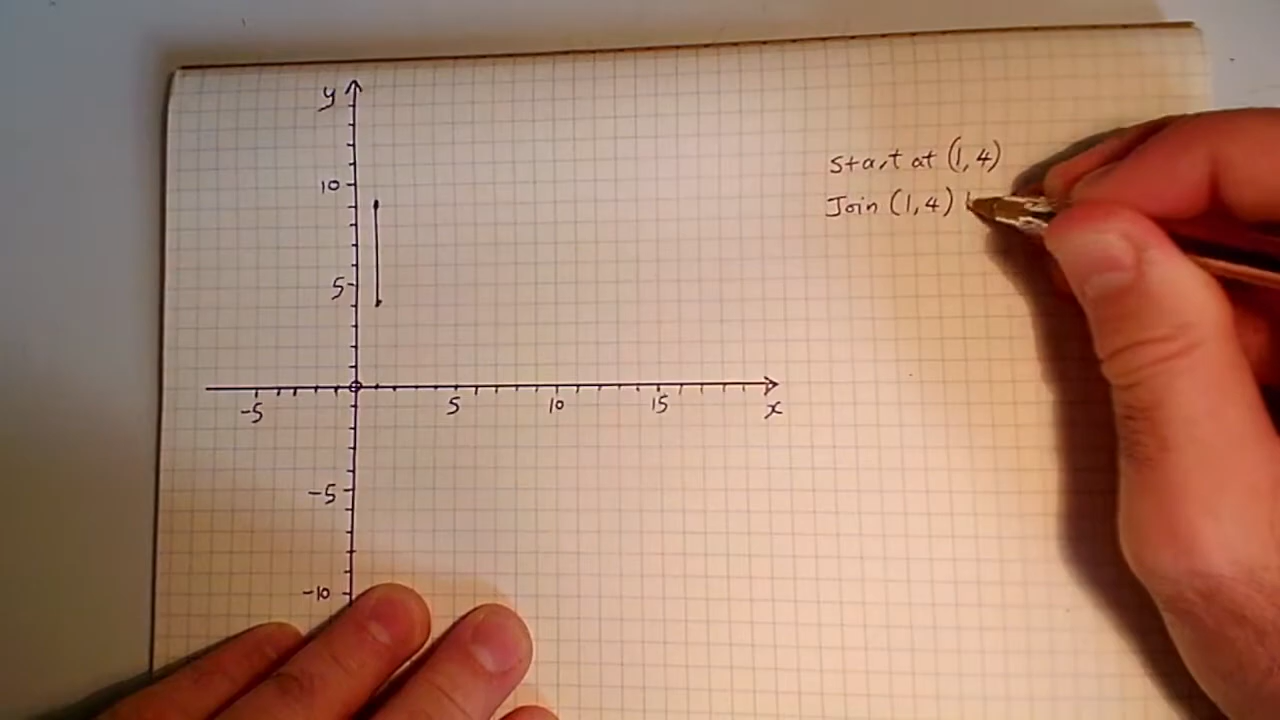 y
10
5
-5 5 10 15 x
-5
-10
Start at (1,4)
Join (1,4)